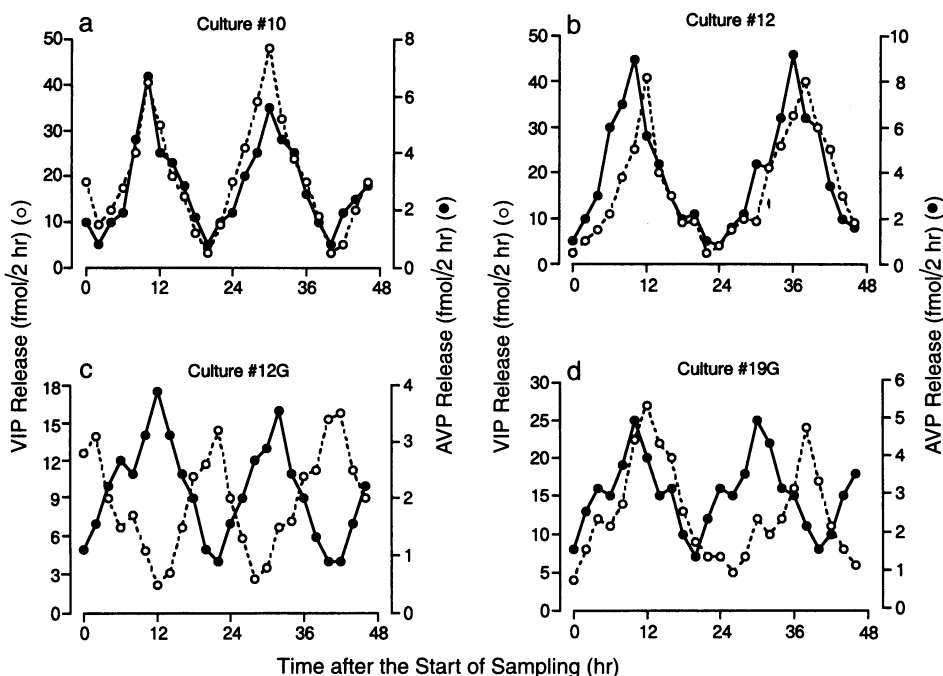 a
Culture #10
50
40
30
20
10
0
8
6
4
2
0
0 12 24 36 48
b
Culture #12
50
40
30
20
10
0
10
8
6
4
2
0
0 12 24 36 48
c
Culture #12G
18
15
12
9
6
3
0
4
3
2
1
0
0 12 24 36 48
d
Culture #19G
30
25
20
15
10
5
0
6
5
4
3
2
1
0
0 12 24 36 48
VIP Release (fmol/2 hr) (o)
AVP Release (fmol/2 hr) (●)
VIP Release (fmol/2 hr) (o)
AVP Release (fmol/2 hr) (●)
Time after the Start of Sampling (hr)